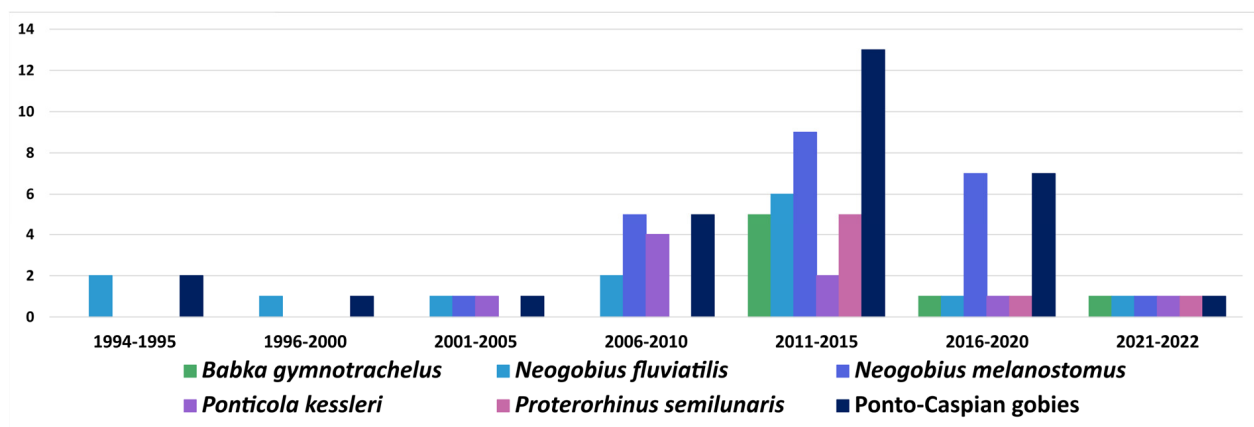 14
12
10
8
6
4
2
0
1994-1995 1996-2000 2001-2005 2006-2010 2011-2015 2016-2020 2021-2022
Babka gymnotrachelus Neogobius fluviatilis Neogobius melanostomus
Ponticola kessleri Proterorhinus semilunaris Ponto-Caspian gobies